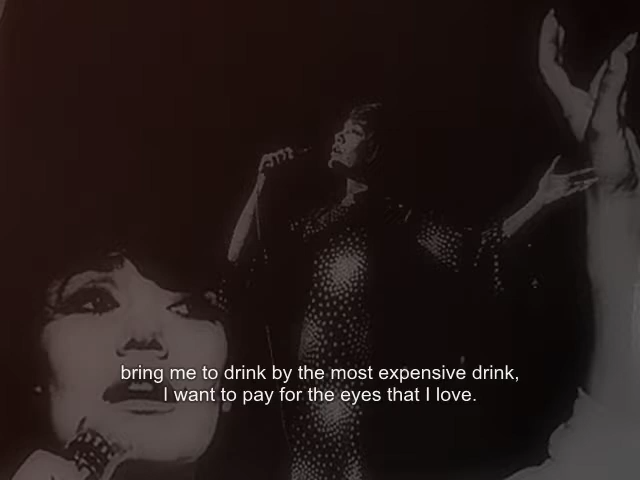 bring me to drink by the most expensive drink,
I want to pay for the eyes that I love.